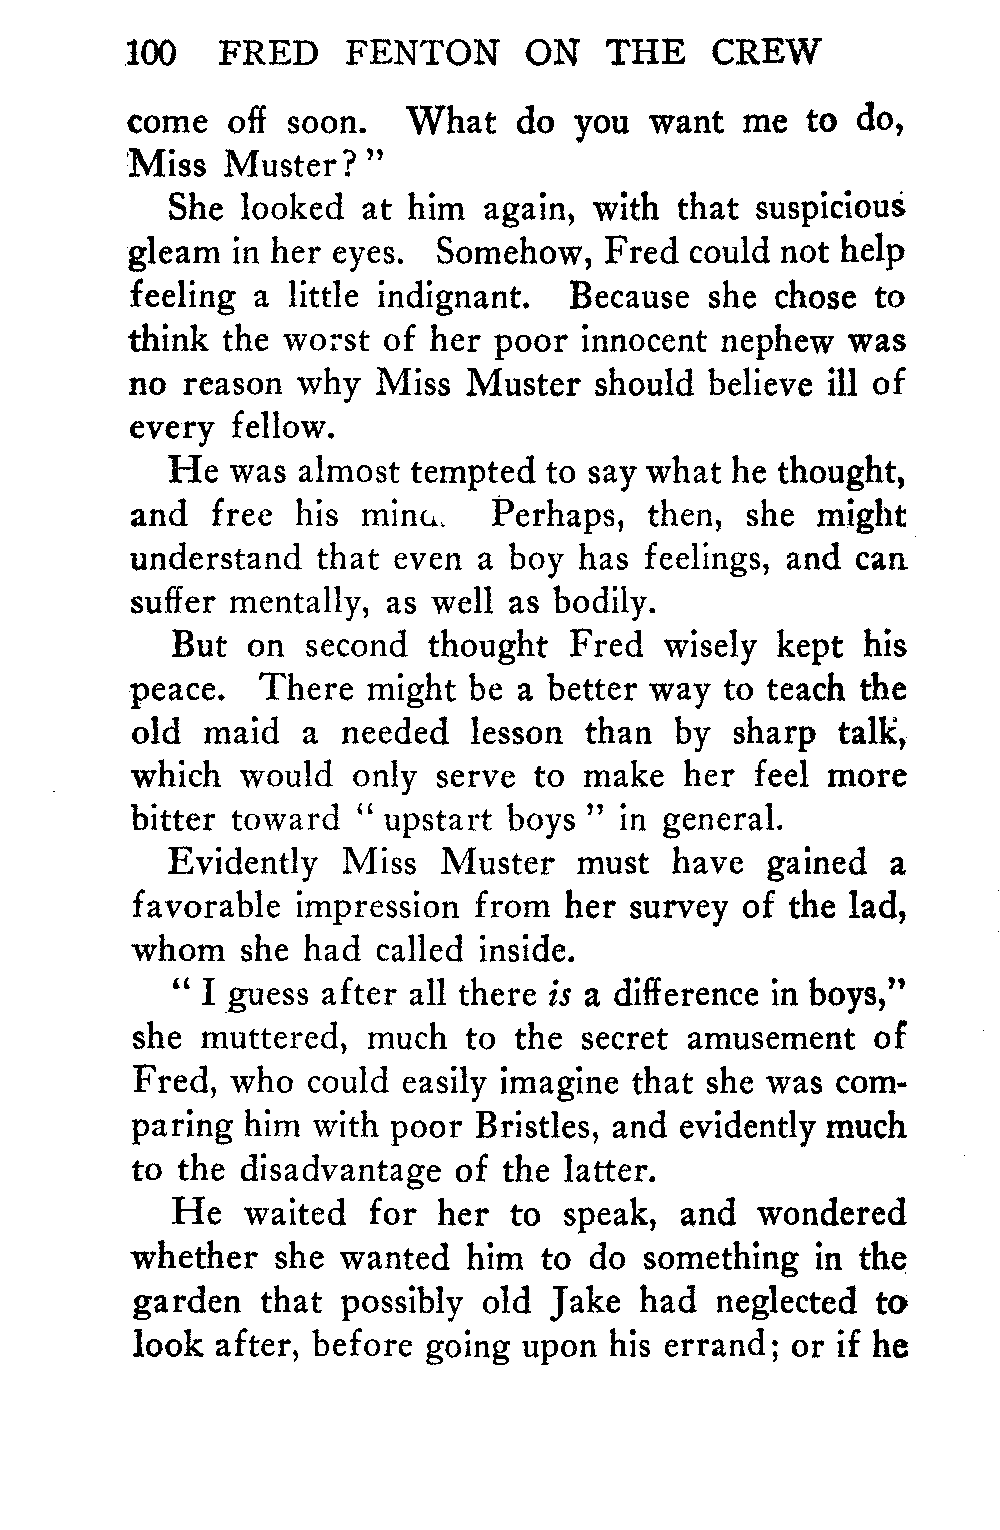 100 FRED FENTON ON THE CREW
come off soon. What do you want me to do,
Miss Muster?”
She looked at him again, with that suspicious
gleam in her eyes. Somehow, Fred could not help
feeling a little indignant. Because she chose to
think the worst of her poor innocent nephew was
no reason why Miss Muster should believe ill of
every fellow.
He was almost tempted to say what he thought,
and free his mind. Perhaps, then, she might
understand that even a boy has feelings, and can
suffer mentally, as well as bodily.
But on second thought Fred wisely kept his
peace. There might be a better way to teach the
old maid a needed lesson than by sharp talk,
which would only serve to make her feel more
bitter toward “upstart boys” in general.
Evidently Miss Muster must have gained a
favorable impression from her survey of the lad,
whom she had called inside.
“I guess after all there is a difference in boys,”
she muttered, much to the secret amusement of
Fred, who could easily imagine that she was com-
paring him with poor Bristles, and evidently much
to the disadvantage of the latter.
He waited for her to speak, and wondered
whether she wanted him to do something in the
garden that possibly old Jake had neglected to
look after, before going upon his errand; or if he